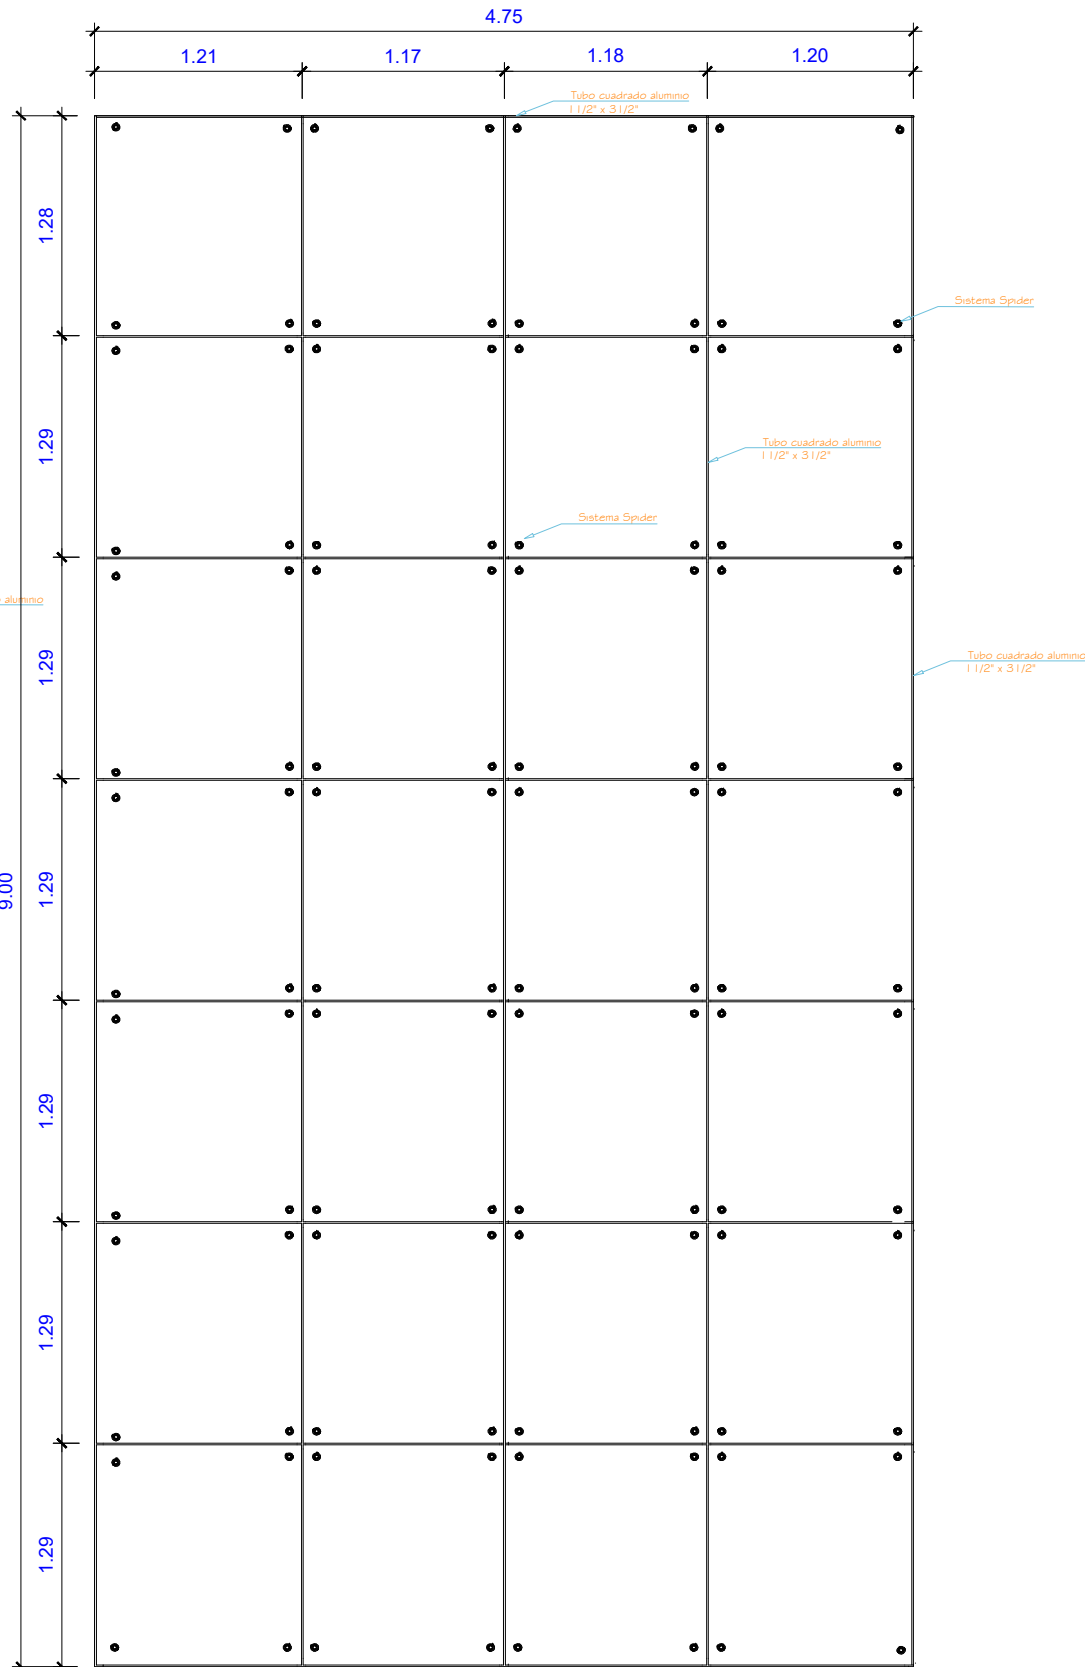 4.75
1.21
1.17
1.18
1.20
Tubo cuadrado aluminio
1 1/2" x 3 1/2"
1.28
Sistema Spider
1.29
Tubo cuadrado aluminio
1 1/2" x 3 1/2"
Sistema Spider
aluminio
1.29
Tubo cuadrado aluminio
1 1/2" x 3 1/2"
9.00
1.29
1.29
1.29
1.29